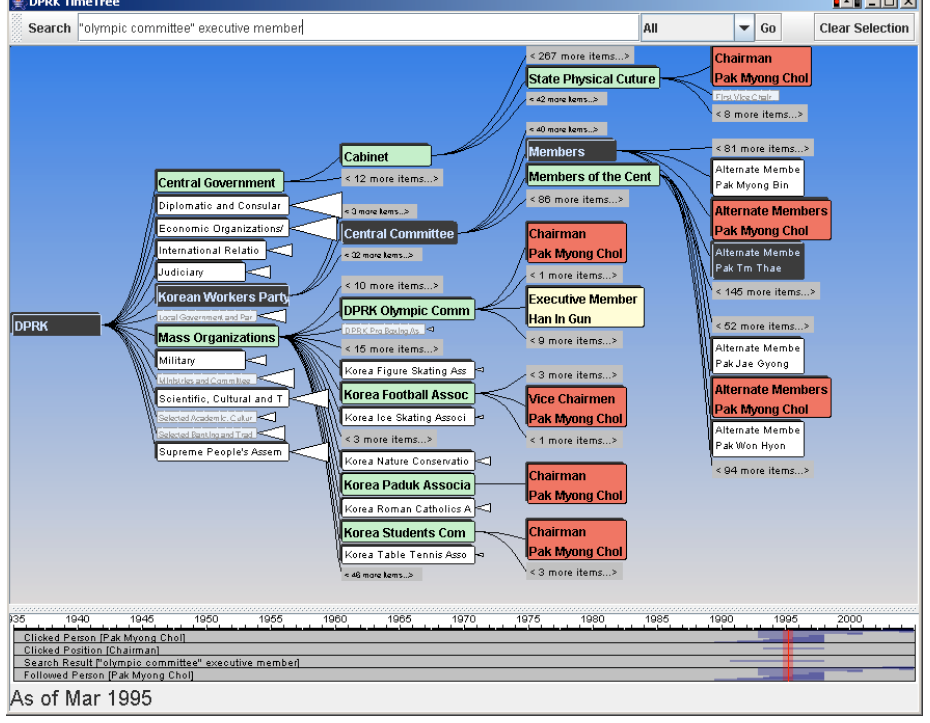 DPRK TimeTree
Search "olympic committee" executive member All Go Clear Selection
< 267 more items...>
State Physical Cuture
< 42 more items...>
Chairman
Pak Myong Chol
First Vice Chair
< 8 more items...>
Cabinet
< 12 more items...>
< 40 more items...>
Members
Members of the Cent
< 86 more items...>
< 81 more items...>
Alternate Membe
Pak Myong Bin
Alternate Members
Pak Myong Chol
Alternate Membe
Pak Tm Thae
< 145 more items...>
< 52 more items...>
Alternate Membe
Pak Jae Gyong
Alternate Members
Pak Myong Chol
Alternate Membe
Pak Won Hyon
< 94 more items...>
Central Government
Diplomatic and Consular
Economic Organizations/
International Relatio
Judiciary
Korean Workers Party
Local Government and Par
Mass Organizations
Military
Ministries and Committee
Scientific, Cultural and T
Selected Academic, Cultur
Selected Banking and Trad
Supreme People's Assem
DPRK
< 3 more items...>
Central Committee
< 32 more items...>
< 10 more items...>
DPRK Olympic Comm
DPRK Pro Boxing As
< 15 more items...>
Korea Figure Skating Ass
Korea Football Assoc
Korea Ice Skating Associ
< 3 more items...>
Korea Nature Conservatio
Korea Paduk Associa
Korea Roman Catholics A
Korea Students Com
Korea Table Tennis Asso
< 46 more items...>
Chairman
Pak Myong Chol
< 1 more items...>
Executive Member
Han In Gun
< 9 more items...>
< 3 more items...>
Vice Chairmen
Pak Myong Chol
< 1 more items...>
Chairman
Pak Myong Chol
Chairman
Pak Myong Chol
< 3 more items...>
935 1940 1945 1950 1955 1960 1965 1970 1975 1980 1985 1990 1995 2000
Clicked Person [Pak Myong Chol]
Clicked Position [Chairman]
Search Result ["olympic committee" executive member]
Followed Person [Pak Myong Chol]
As of Mar 1995